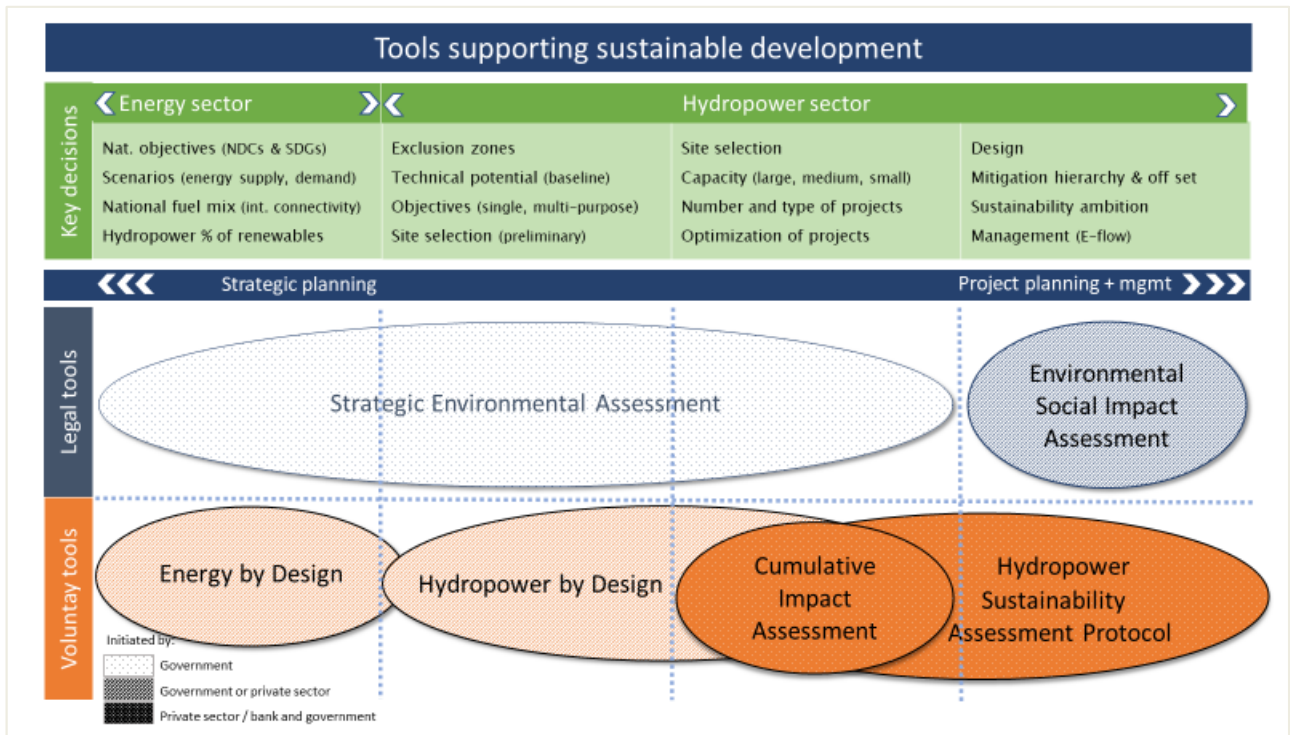 Tools supporting sustainable development
Key decisions
Energy sector
Hydropower sector
Nat. objectives (NDCs & SDGs)
Scenarios (energy supply, demand)
National fuel mix (int. connectivity)
Hydropower % of renewables
Exclusion zones
Technical potential (baseline)
Objectives (single, multi-purpose)
Site selection (preliminary)
Site selection
Capacity (large, medium, small)
Number and type of projects
Optimization of projects
Design
Mitigation hierarchy & off set
Sustainability ambition
Management (E-flow)
Strategic planning
Project planning + mgmt
Legal tools
Strategic Environmental Assessment
Environmental
Social Impact
Assessment
Voluntay tools
Energy by Design
Hydropower by Design
Cumulative
Impact
Assessment
Hydropower
Sustainability
Assessment Protocol
Initiated by:
Government
Government or private sector
Private sector / bank and government